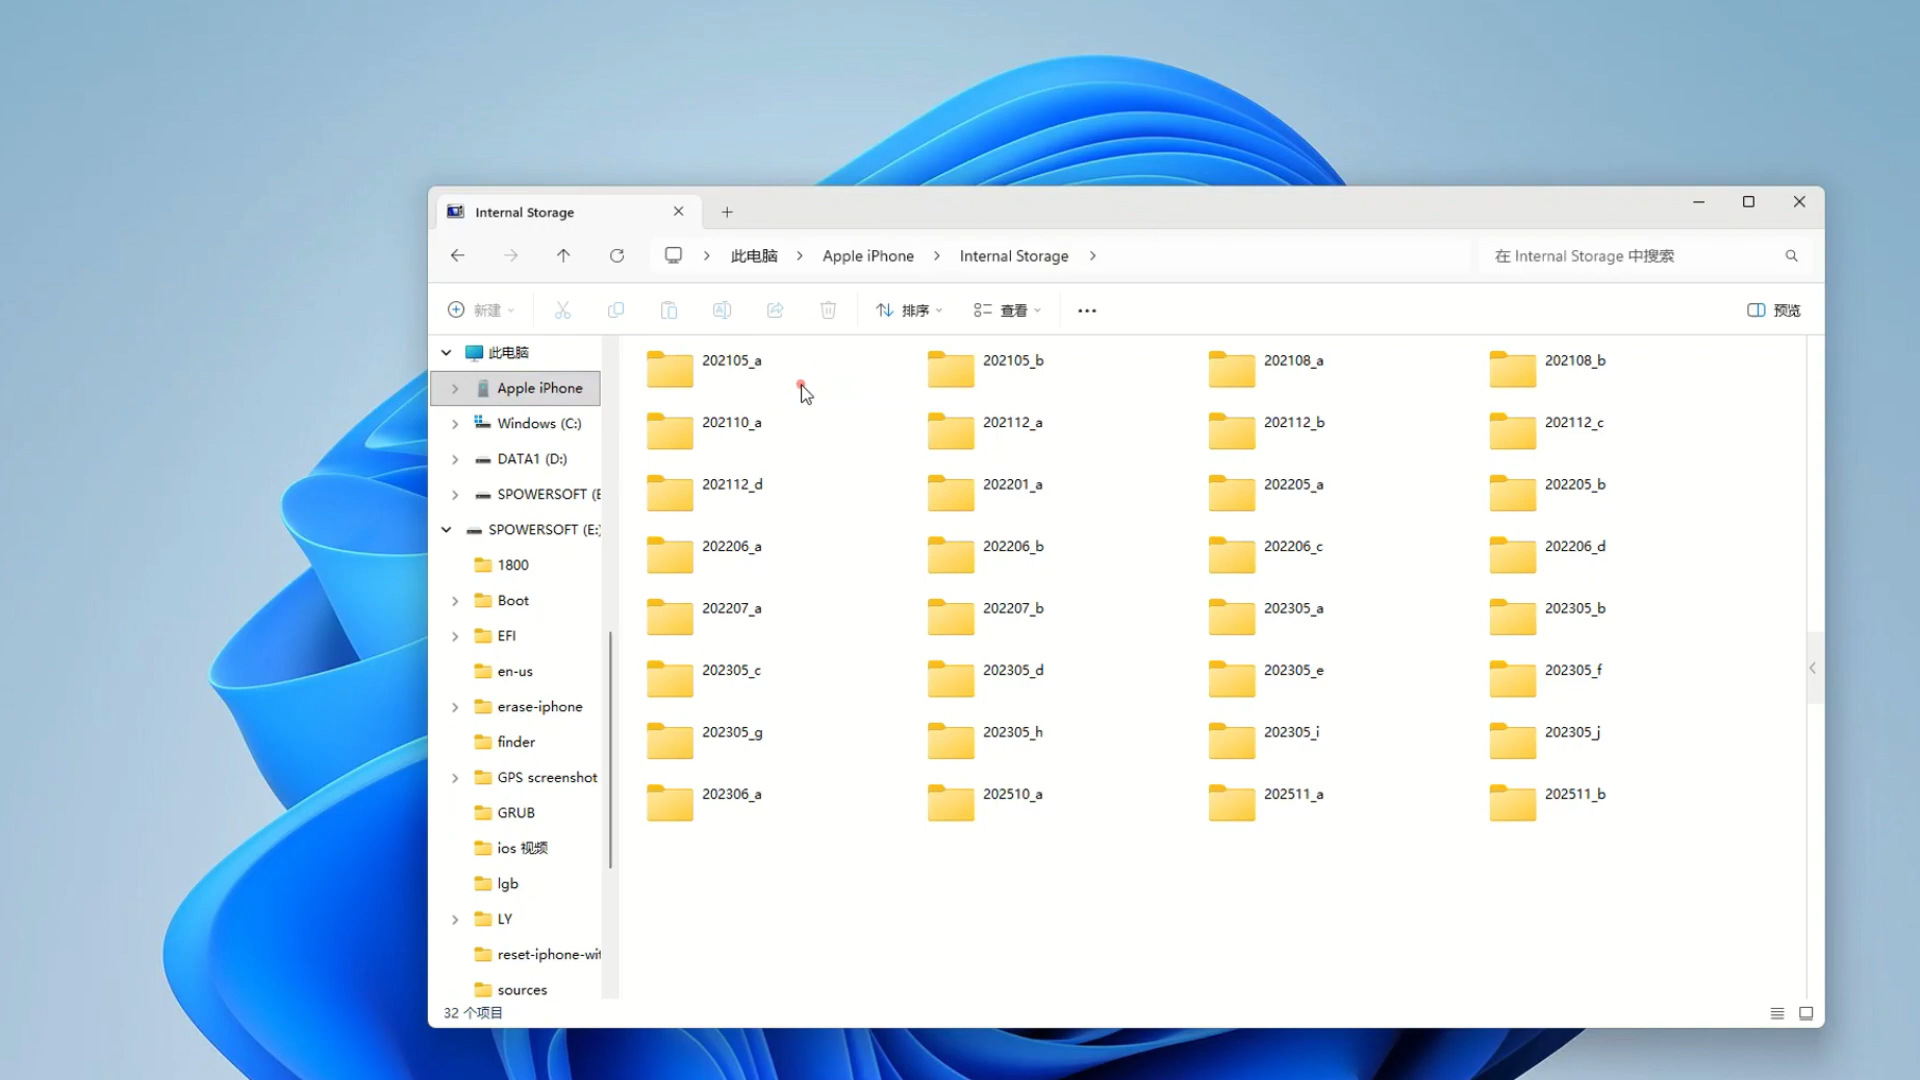 Internal Storage
此电脑 Apple iPhone Internal Storage 在 Internal Storage 中搜索
新建 排序 查看 预览
此电脑
Apple iPhone
Windows (C:)
DATA1 (D:)
SPOWERSOFT (E
SPOWERSOFT (E:)
1800
Boot
EFI
en-us
erase-iphone
finder
GPS screenshot
GRUB
ios 视频
lgb
LY
reset-iphone-wit
sources
202105_a 202105_b 202108_a 202108_b
202110_a 202112_a 202112_b 202112_c
202112_d 202201_a 202205_a 202205_b
202206_a 202206_b 202206_c 202206_d
202207_a 202207_b 202305_a 202305_b
202305_c 202305_d 202305_e 202305_f
202305_g 202305_h 202305_i 202305_j
202306_a 202510_a 202511_a 202511_b
32 个项目